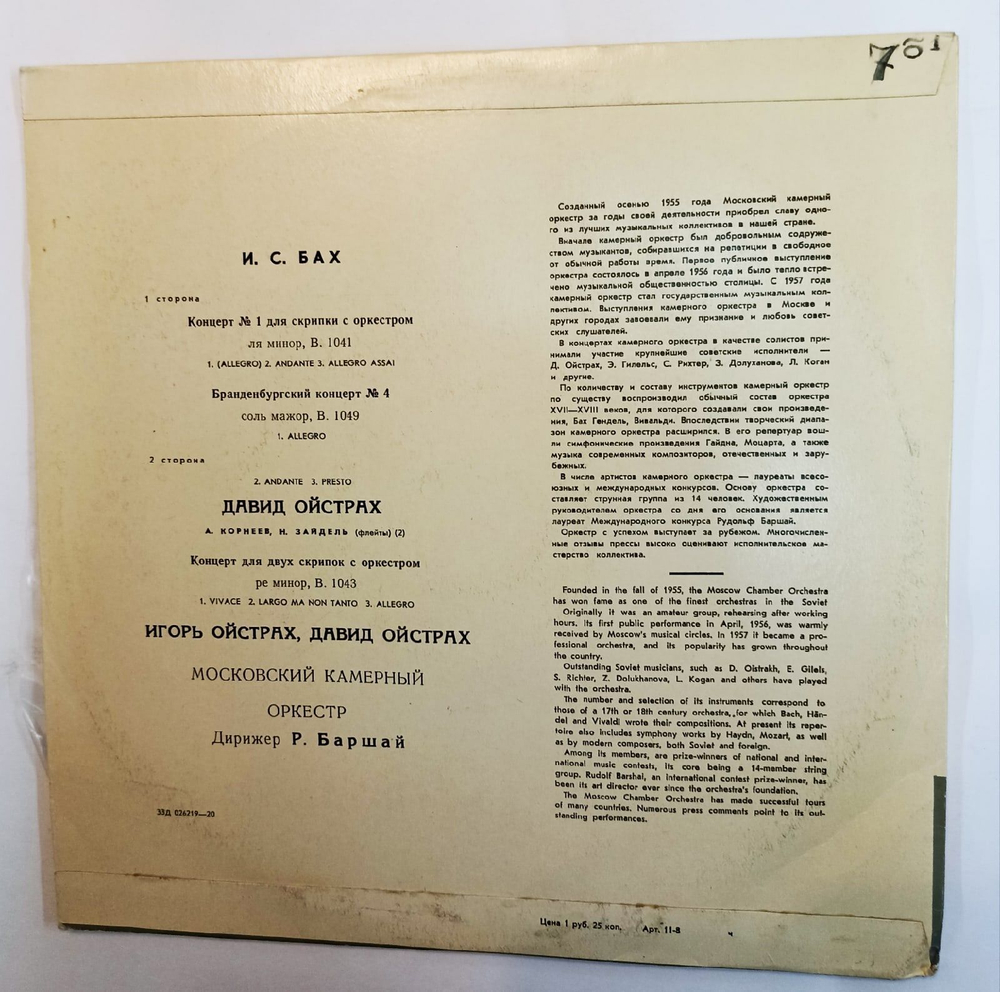 781
И. С. БАХ
1 сторона
Концерт № 1 для скрипки с оркестром
ля минор, В. 1041
1. (ALLEGRO) 2. ANDANTE 3. ALLEGRO ASSAI
Бранденбургский концерт № 4
соль мажор, В. 1049
1. ALLEGRO
2 сторона
2. ANDANTE 3. PRESTO
ДАВИД ОЙСТРАХ
А. КОРНЕЕВ, Н. ЗАЙДЕЛЬ (флейты) (2)
Концерт для двух скрипок с оркестром
ре минор, В. 1043
1. VIVACE 2. LARGO MA NON TANTO 3. ALLEGRO
ИГОРЬ ОЙСТРАХ, ДАВИД ОЙСТРАХ
МОСКОВСКИЙ КАМЕРНЫЙ
ОРКЕСТР
Дирижер Р. Баршай
33Д 026219—20
Созданный осенью 1955 года Московский камерный
оркестр за годы своей деятельности приобрел славу одно-
го из лучших музыкальных коллективов в нашей стране.
Вначале камерный оркестр был добровольным содруже-
ством музыкантов, собиравшихся на репетиции в свободное
от обычной работы время. Первое публичное выступление
оркестра состоялось в апреле 1956 года и было тепло встре-
чено музыкальной общественностью столицы. С 1957 года
камерный оркестр стал государственным музыкальным кол-
лективом. Выступления камерного оркестра в Москве и
других городах завоевали ему признание и любовь совет-
ских слушателей.
В концертах камерного оркестра в качестве солистов при-
нимали участие крупнейшие советские исполнители —
Д. Ойстрах, Э. Гилельс, С. Рихтер, З. Долуханова, Л. Коган
и другие.
По количеству и составу инструментов камерный оркестр
по существу воспроизводил обычный состав оркестра
XVII—XVIII веков, для которого создавали свои произведе-
ния, Бах Гендель, Вивальди. Впоследствии творческий диапа-
зон камерного оркестра расширился. В его репертуар вош-
ли симфонические произведения Гайдна, Моцарта, а также
музыка современных композиторов, отечественных и зару-
бежных.
В числе артистов камерного оркестра — лауреаты всесо-
юзных и международных конкурсов. Основу оркестра со-
ставляет струнная группа из 14 человек. Художественным
руководителем оркестра со дня его основания является
лауреат Международного конкурса Рудольф Баршай.
Оркестр с успехом выступает за рубежом. Многочислен-
ные отзывы прессы высоко оценивают исполнительское ма-
стерство коллектива.
Founded in the fall of 1955, the Moscow Chamber Orchestra
has won fame as one of the finest orchestras in the Soviet
Originally it was an amateur group, rehearsing after working
hours. Its first public performance in April, 1956, was warmly
received by Moscow's musical circles. In 1957 it became a pro-
fessional orchestra, and its popularity has grown throughout
the country.
Outstanding Soviet musicians, such as D. Oistrakh, E. Gilels,
S. Richter, Z. Dolukhanova, L. Kogan and others have played
with the orchestra.
The number and selection of its instruments correspond to
those of a 17th or 18th century orchestra, for which Bach, Hän-
del and Vivaldi wrote their compositions. At present its reper-
toire also includes symphony works by Haydn, Mozart, as well
as by modern composers, both Soviet and foreign.
Among its members, are prize-winners of national and inter-
national music contests, its core being a 14-member string
group. Rudolf Barshai, an international contest prize-winner, has
been its art director ever since the orchestra's foundation.
The Moscow Chamber Orchestra has made successful tours
of many countries. Numerous press comments point to its out-
standing performances.
Цена 1 руб. 25 коп. Арт. 11-8 ч